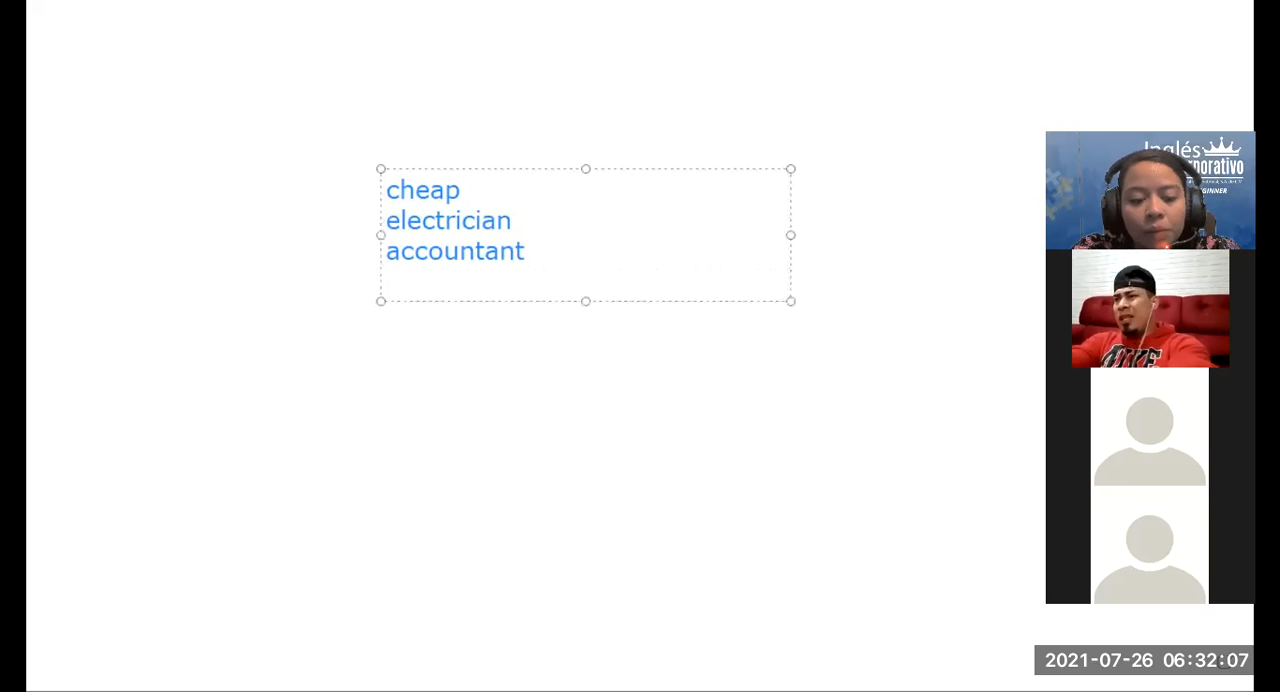 cheap
electrician
accountant
Inglés
2021-07-26 06:32:07